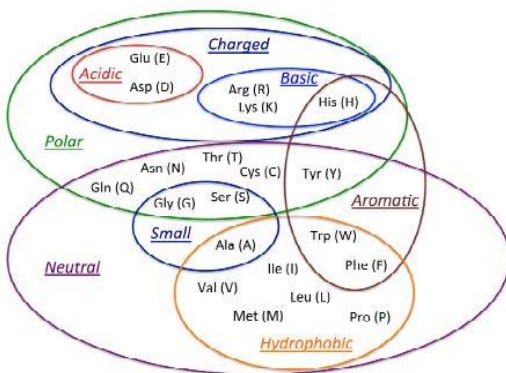 Charged
Glu (E)
Acidic
Asp (D)
Basic
Arg (R)
Lys (K)
His (H)
Polar
Thr (T)
Asn (N)
Cys (C)
Tyr (Y)
Gln (Q)
Gly (G)
Ser (S)
Aromatic
Small
Trp (W)
Ala (A)
Neutral
Ile (I)
Phe (F)
Val (V)
Leu (L)
Met (M)
Pro (P)
Hydrophobic